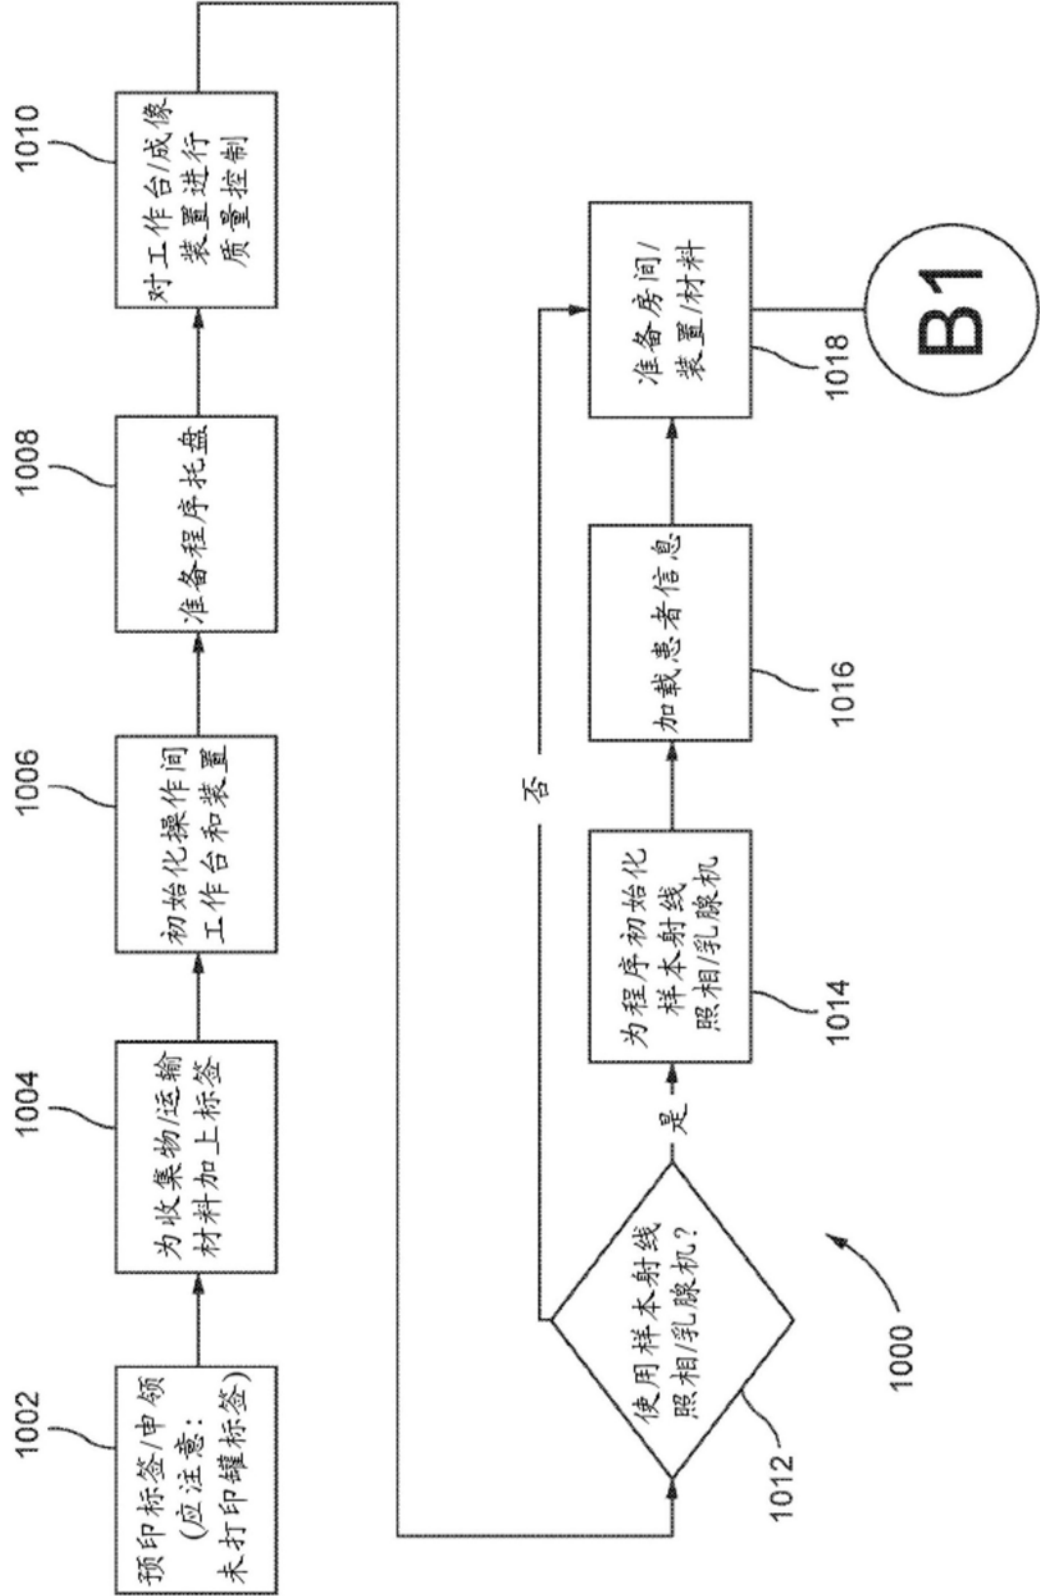 1002
预印标签/申领
(应注意:
未打印罐标签)
1004
为收集物/运输
材料加上标签
1006
初始化操作间
工作台和装置
1008
准备程序托盘
1010
对工作台/成像
装置进行
质量控制
使用样本射线
照相/乳腺机?
1012
是
否
为程序初始化
样本射线
照相/乳腺机
1014
加载患者信息
1016
准备房间/
装置/材料
1018
B1
1000